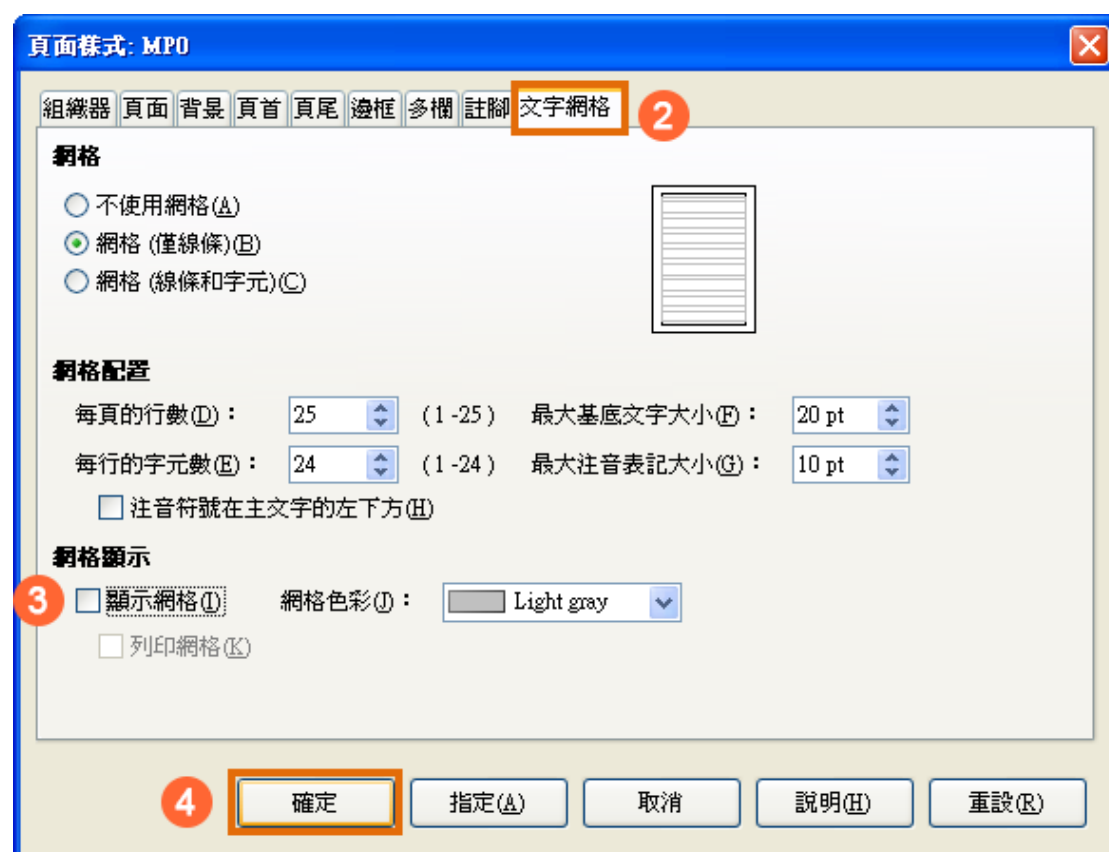 頁面樣式: MP0
組織器 頁面 背景 頁首 頁尾 邊框 多欄 註腳 文字網格 2
網格
不使用網格(A)
網格 (僅線條)(B)
網格 (線條和字元)(C)
網格配置
每頁的行數(D)： 25 (1 -25) 最大基底文字大小(F)： 20 pt
每行的字元數(E)： 24 (1 -24) 最大注音表記大小(G)： 10 pt
注音符號在主文字的左下方(H)
網格顯示
3 顯示網格(I) 網格色彩(J)： Light gray
列印網格(K)
4 確定 指定(A) 取消 說明(H) 重設(R)